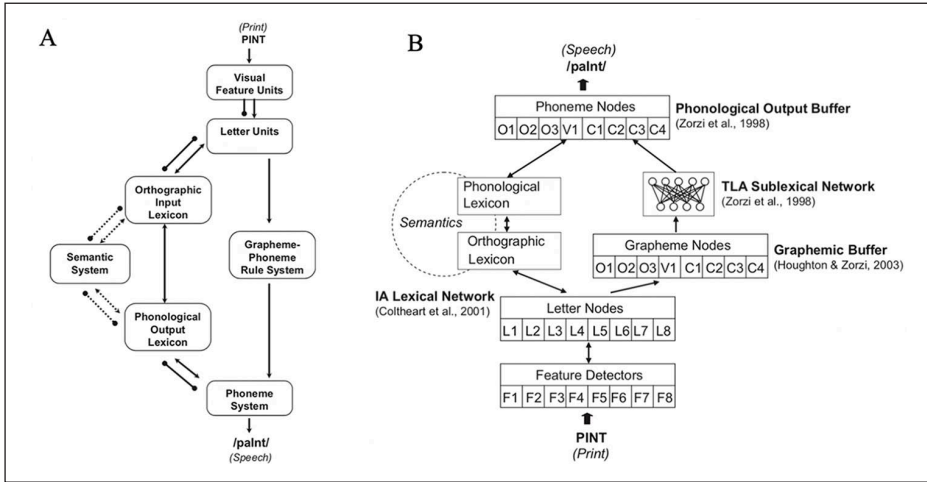 A
(Print)
PINT
Visual
Feature Units
Letter Units
Orthographic
Input
Lexicon
Semantic
System
Grapheme-
Phoneme
Rule System
Phonological
Output
Lexicon
Phoneme
System
/paInt/
(Speech)
B
(Speech)
/paInt/
Phoneme Nodes
O1 O2 O3 V1 C1 C2 C3 C4
Phonological Output Buffer
(Zorzi et al., 1998)
Phonological
Lexicon
Semantics
Orthographic
Lexicon
TLA Sublexical Network
(Zorzi et al., 1998)
Grapheme Nodes
O1 O2 O3 V1 C1 C2 C3 C4
Graphemic Buffer
(Houghton & Zorzi, 2003)
IA Lexical Network
(Coltheart et al., 2001)
Letter Nodes
L1 L2 L3 L4 L5 L6 L7 L8
Feature Detectors
F1 F2 F3 F4 F5 F6 F7 F8
PINT
(Print)